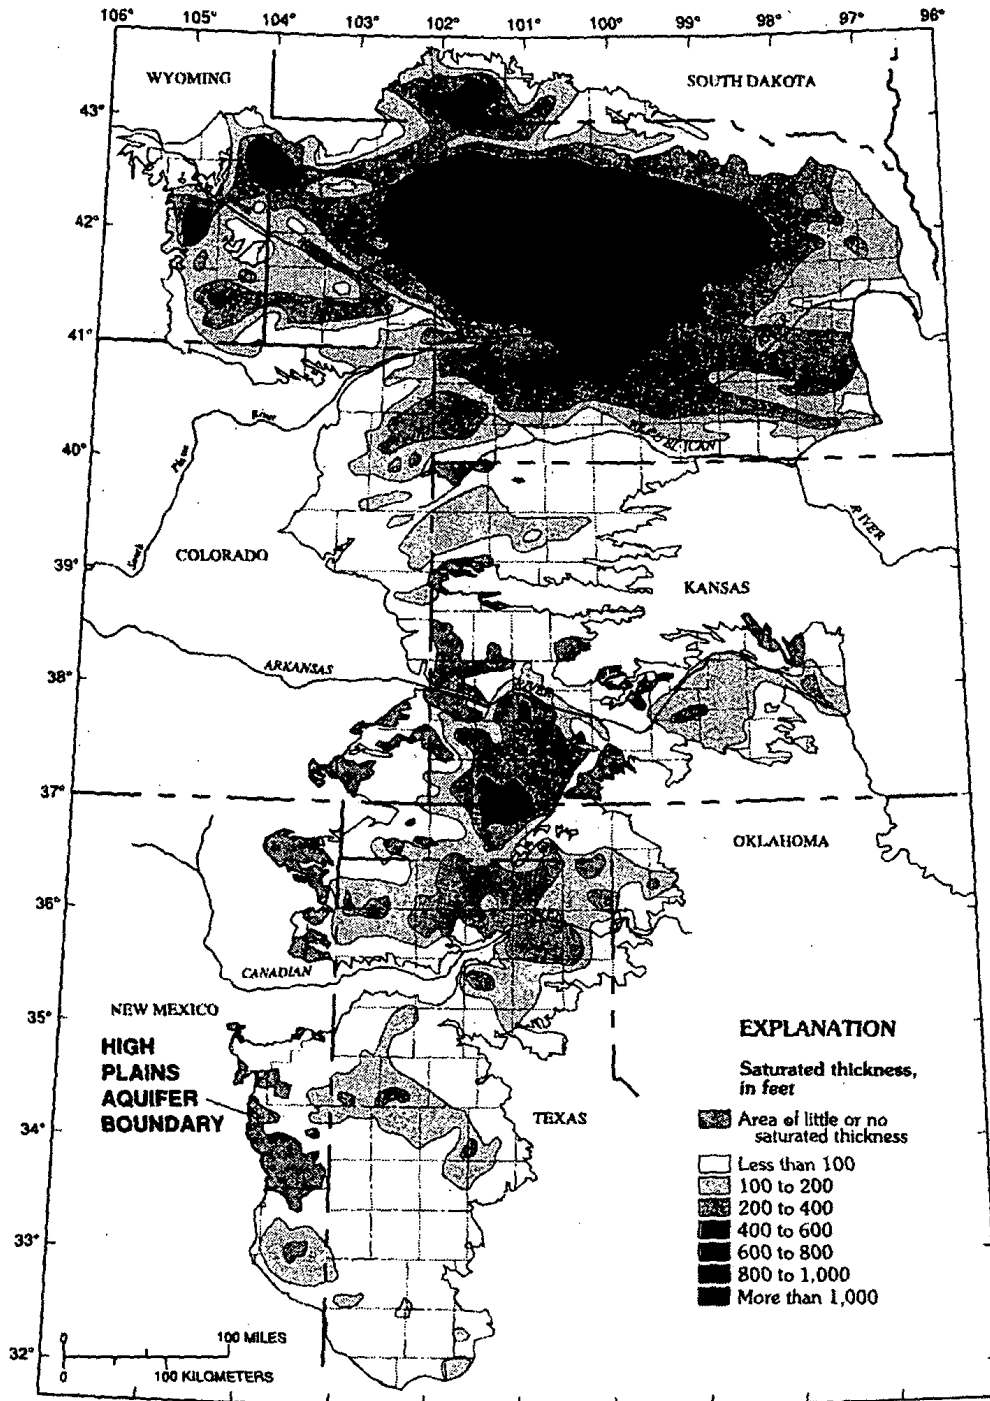 106° 105° 104° 103° 102° 101° 100° 99° 98° 97° 96°
WYOMING
SOUTH DAKOTA
43°
42°
41°
40°
39°
38°
37°
36°
35°
34°
33°
32°
River
Platte
South
REPUBLICAN
RIVER
COLORADO
KANSAS
ARKANSAS
RIVER
OKLAHOMA
CANADIAN
NEW MEXICO
HIGH
PLAINS
AQUIFER
BOUNDARY
TEXAS
EXPLANATION
Saturated thickness,
in feet
Area of little or no
saturated thickness
Less than 100
100 to 200
200 to 400
400 to 600
600 to 800
800 to 1,000
More than 1,000
0 100 MILES
0 100 KILOMETERS